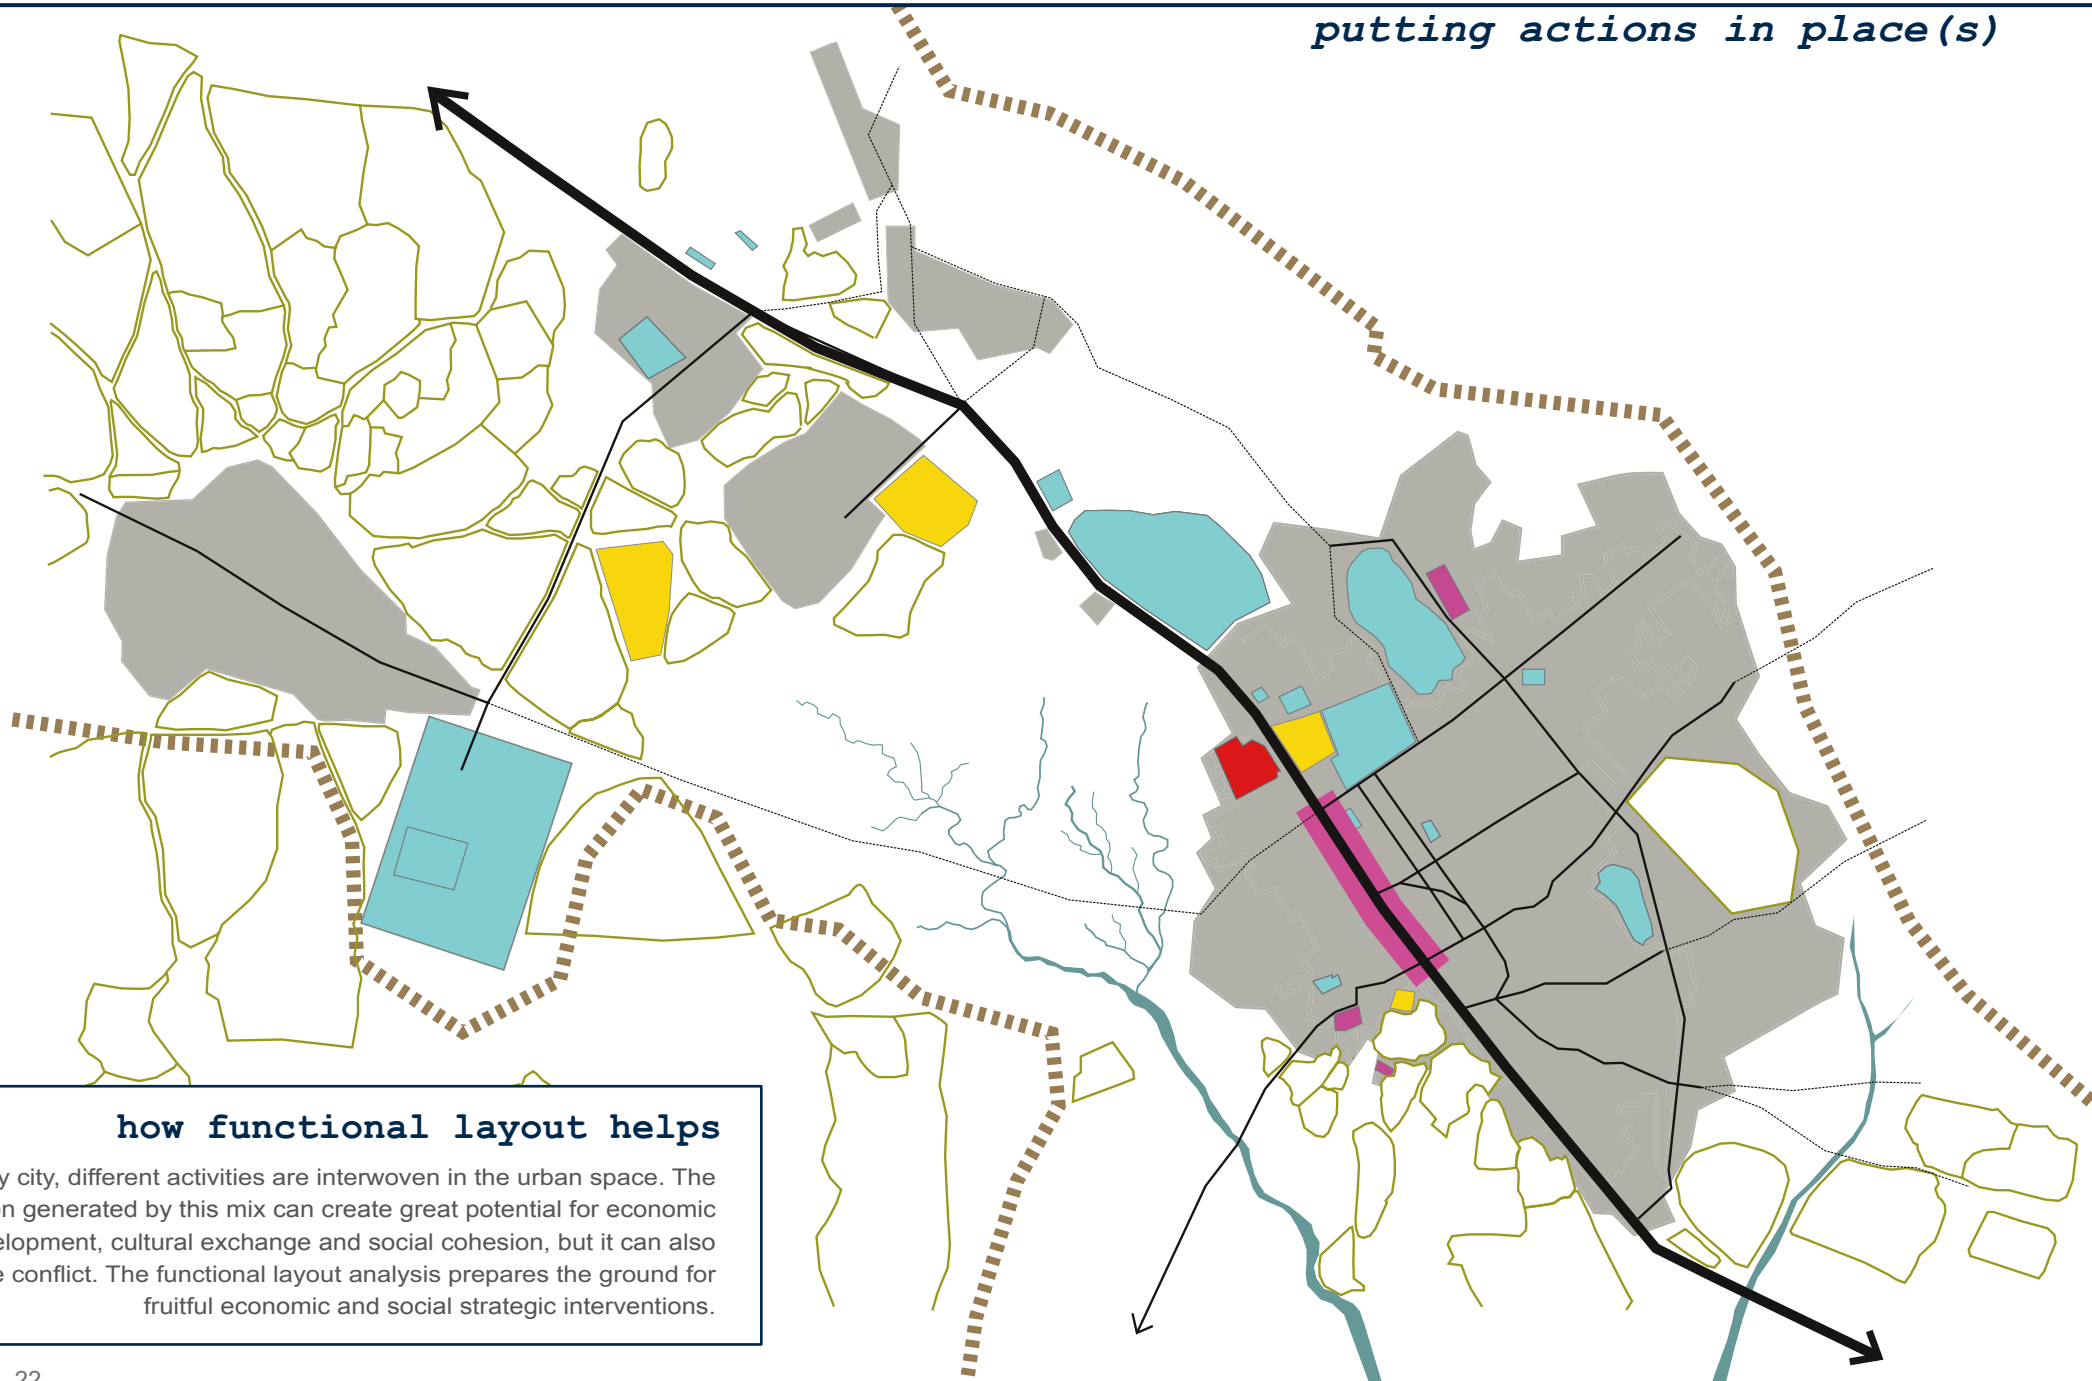 putting actions in place(s)
how functional layout helps
city, different activities are interwoven in the urban space. The
generated by this mix can create great potential for economic
cultural exchange and social cohesion, but it can also
conflict. The functional layout analysis prepares the ground for
fruitful economic and social strategic interventions.
22